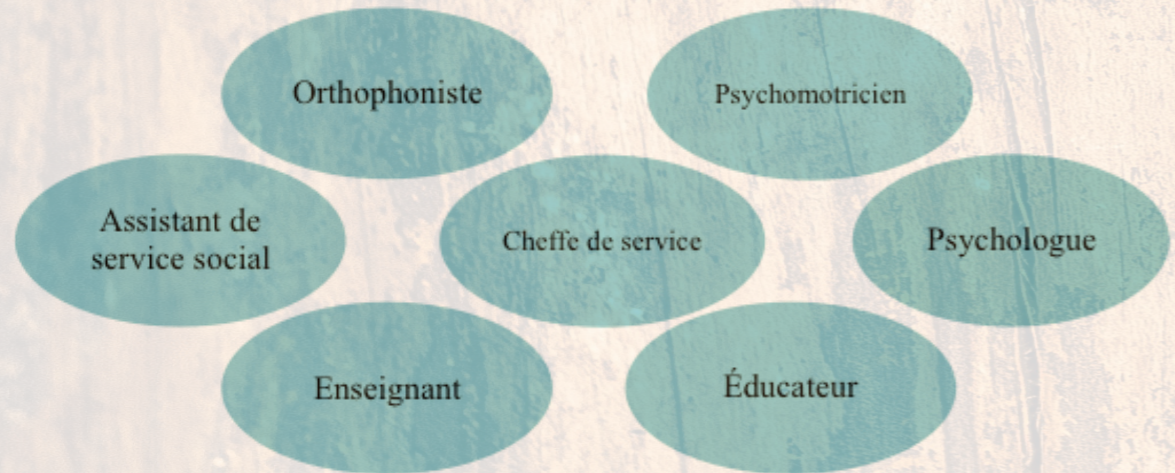 Orthophoniste
Psychomotricien
Assistant de
service social
Cheffe de service
Psychologue
Enseignant
Éducateur